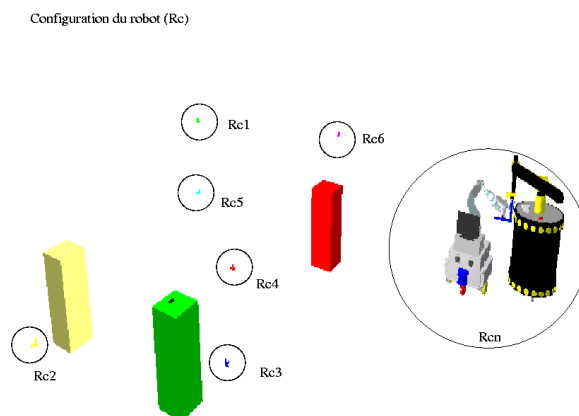 Configuration du robot (Rc)
Rc1
Rc6
Rc5
Rc4
Rcn
Rc2
Rc3